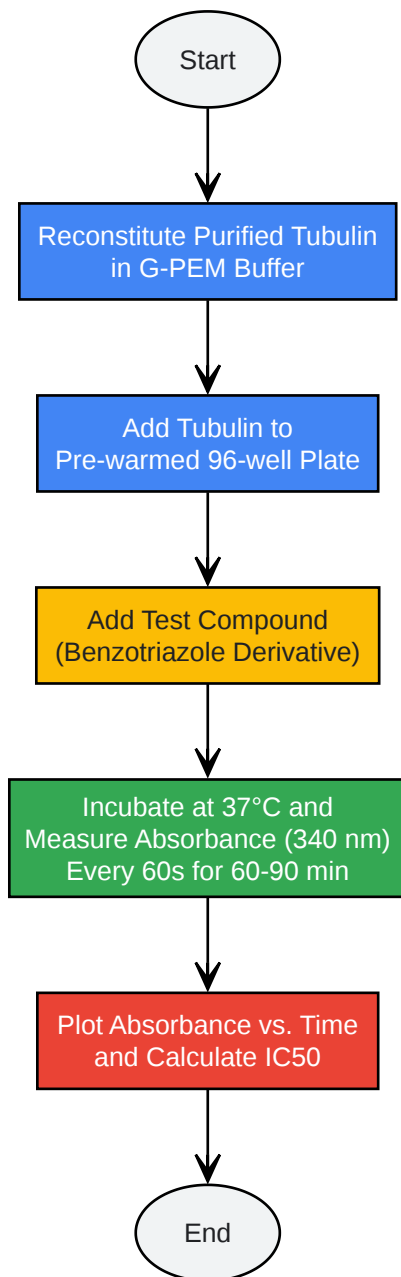 Start
Reconstitute Purified Tubulin
in G-PEM Buffer
Add Tubulin to
Pre-warmed 96-well Plate
Add Test Compound
(Benzotriazole Derivative)
Incubate at 37°C and
Measure Absorbance (340 nm)
Every 60s for 60-90 min
Plot Absorbance vs. Time
and Calculate IC50
End